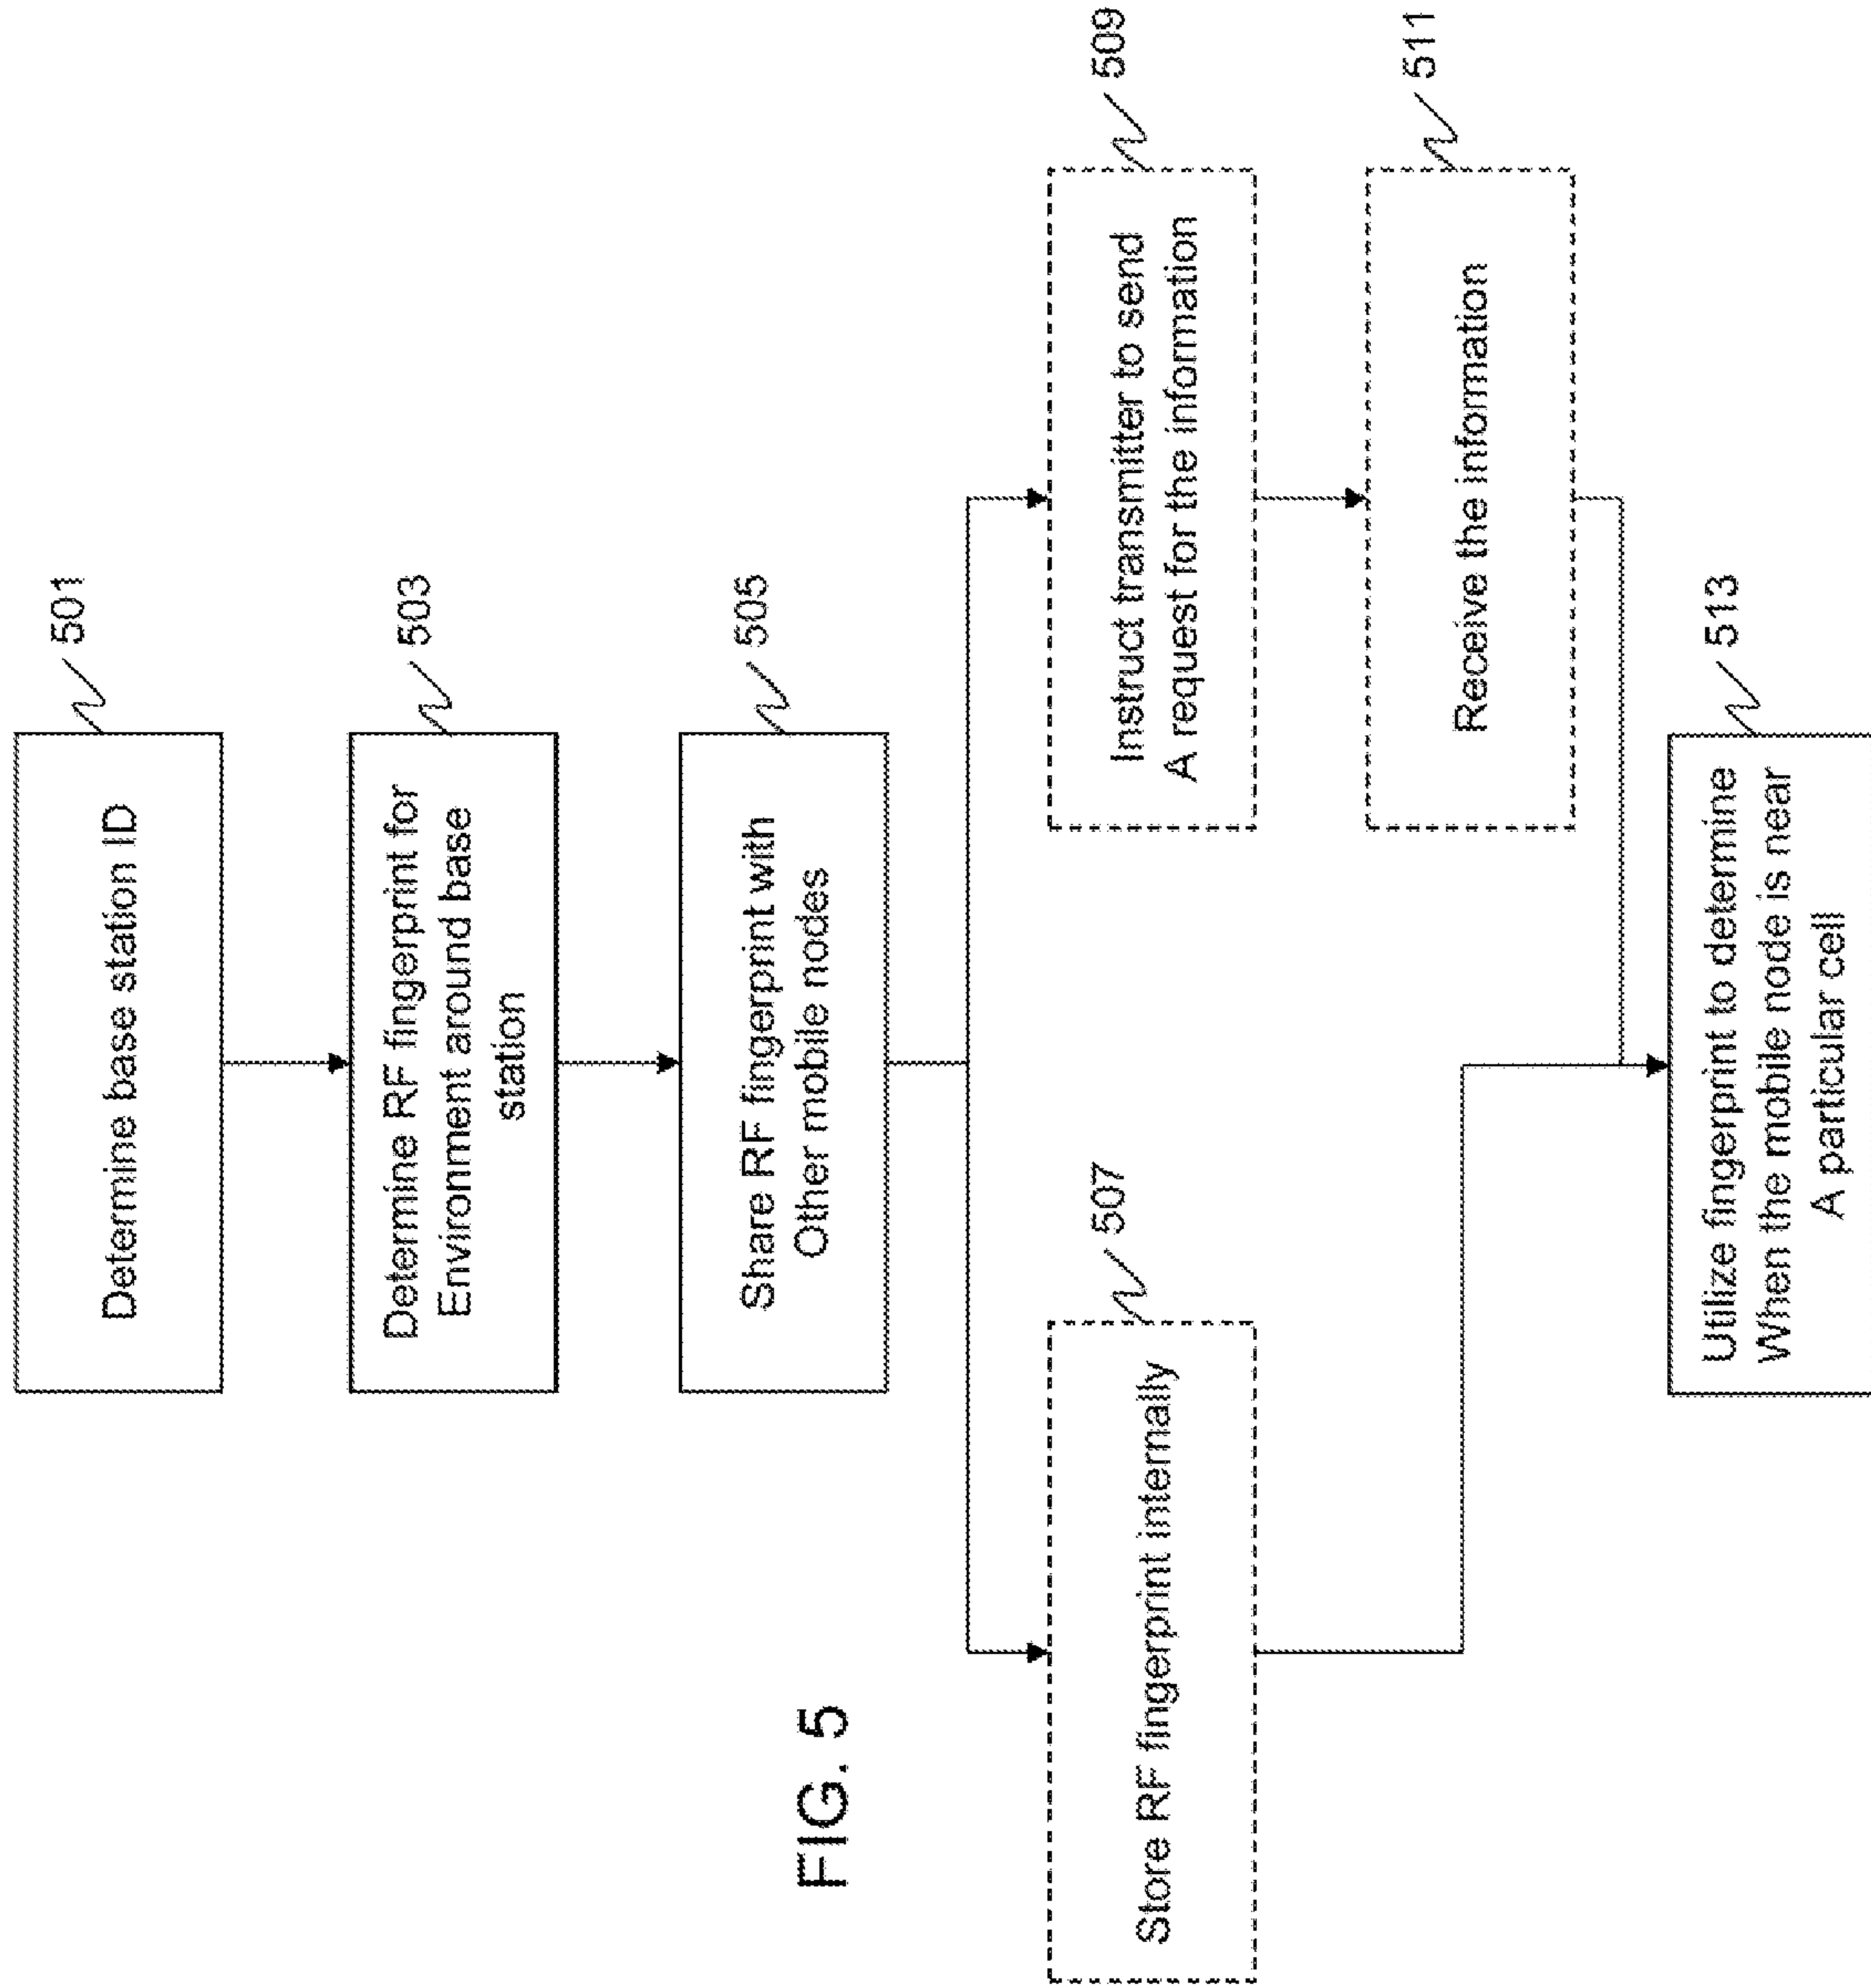 501
Determine base station ID
503
Determine RF fingerprint for
Environment around base
station
505
Share RF fingerprint with
Other mobile nodes
507
Store RF fingerprint internally
509
Instruct transmitter to send
A request for the information
511
Receive the information
513
Utilize fingerprint to determine
When the mobile node is near
A particular cell
FIG. 5